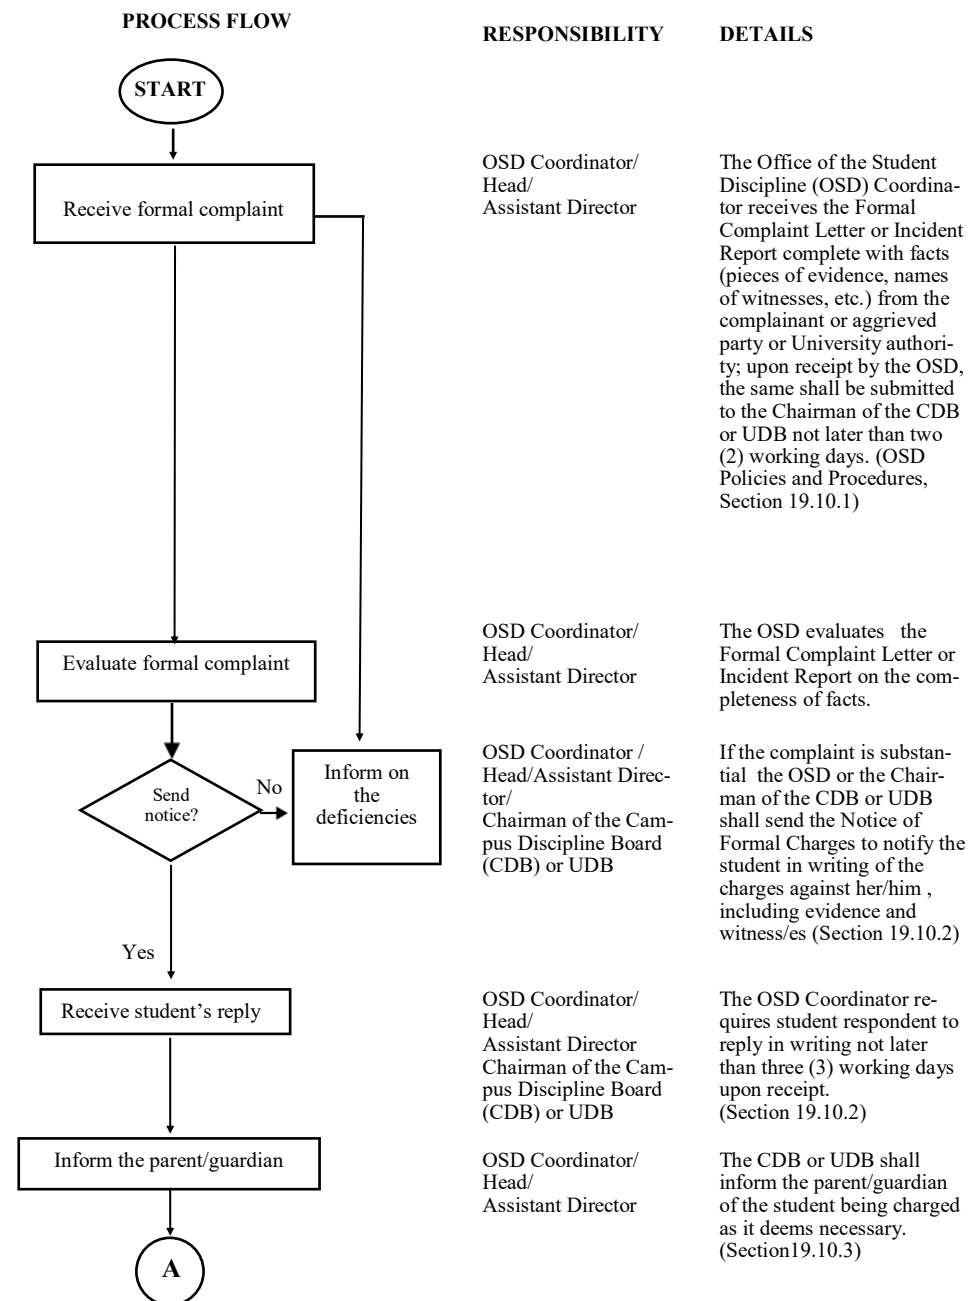 PROCESS FLOW
RESPONSIBILITY
DETAILS
START
Receive formal complaint
OSD Coordinator/
Head/
Assistant Director
The Office of the Student
Discipline (OSD) Coordina-
tor receives the Formal
Complaint Letter or Incident
Report complete with facts
(pieces of evidence, names
of witnesses, etc.) from the
complainant or aggrieved
party or University authori-
ty; upon receipt by the OSD,
the same shall be submitted
to the Chairman of the CDB
or UDB not later than two
(2) working days. (OSD
Policies and Procedures,
Section 19.10.1)
Evaluate formal complaint
OSD Coordinator/
Head/
Assistant Director
The OSD evaluates the
Formal Complaint Letter or
Incident Report on the com-
pleteness of facts.
Send
notice?
No
Inform on
the
deficiencies
Yes
OSD Coordinator /
Head/Assistant Direc-
tor/
Chairman of the Cam-
pus Discipline Board
(CDB) or UDB
If the complaint is substan-
tial the OSD or the Chair-
man of the CDB or UDB
shall send the Notice of
Formal Charges to notify the
student in writing of the
charges against her/him ,
including evidence and
witness/es (Section 19.10.2)
Receive student’s reply
OSD Coordinator/
Head/
Assistant Director
Chairman of the Cam-
pus Discipline Board
(CDB) or UDB
The OSD Coordinator re-
quires student respondent to
reply in writing not later
than three (3) working days
upon receipt.
(Section 19.10.2)
Inform the parent/guardian
OSD Coordinator/
Head/
Assistant Director
The CDB or UDB shall
inform the parent/guardian
of the student being charged
as it deems necessary.
(Section19.10.3)
A